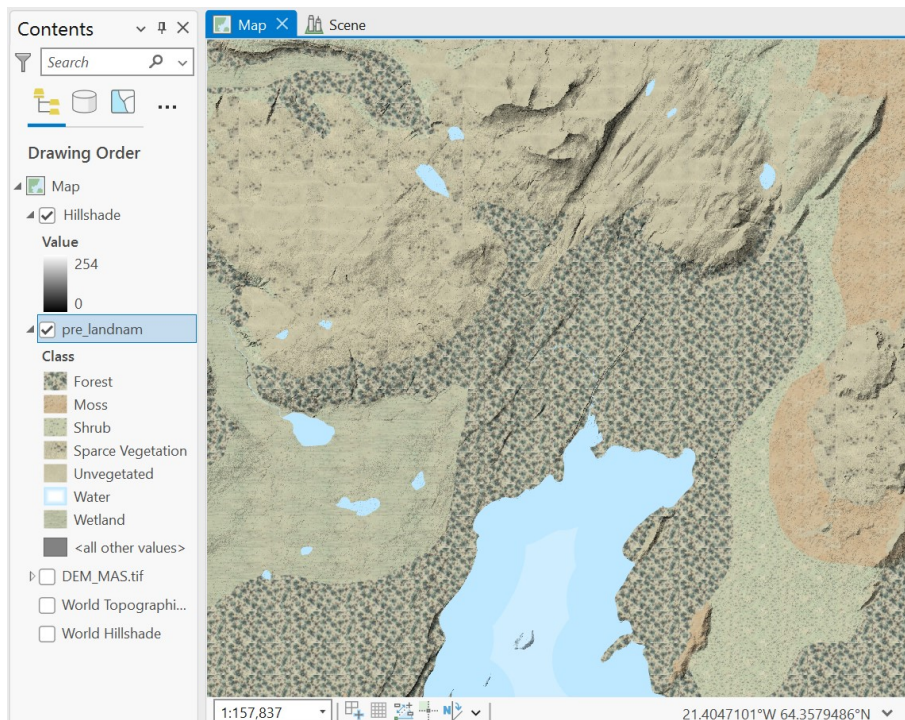 Contents
Search
Drawing Order
Map
Hillshade
Value
254
0
pre_landnam
Class
Forest
Moss
Shrub
Sparce Vegetation
Unvegetated
Water
Wetland
<all other values>
DEM_MAS.tif
World Topographi...
World Hillshade
Map
Scene
1:157,837
21.4047101°W 64.3579486°N